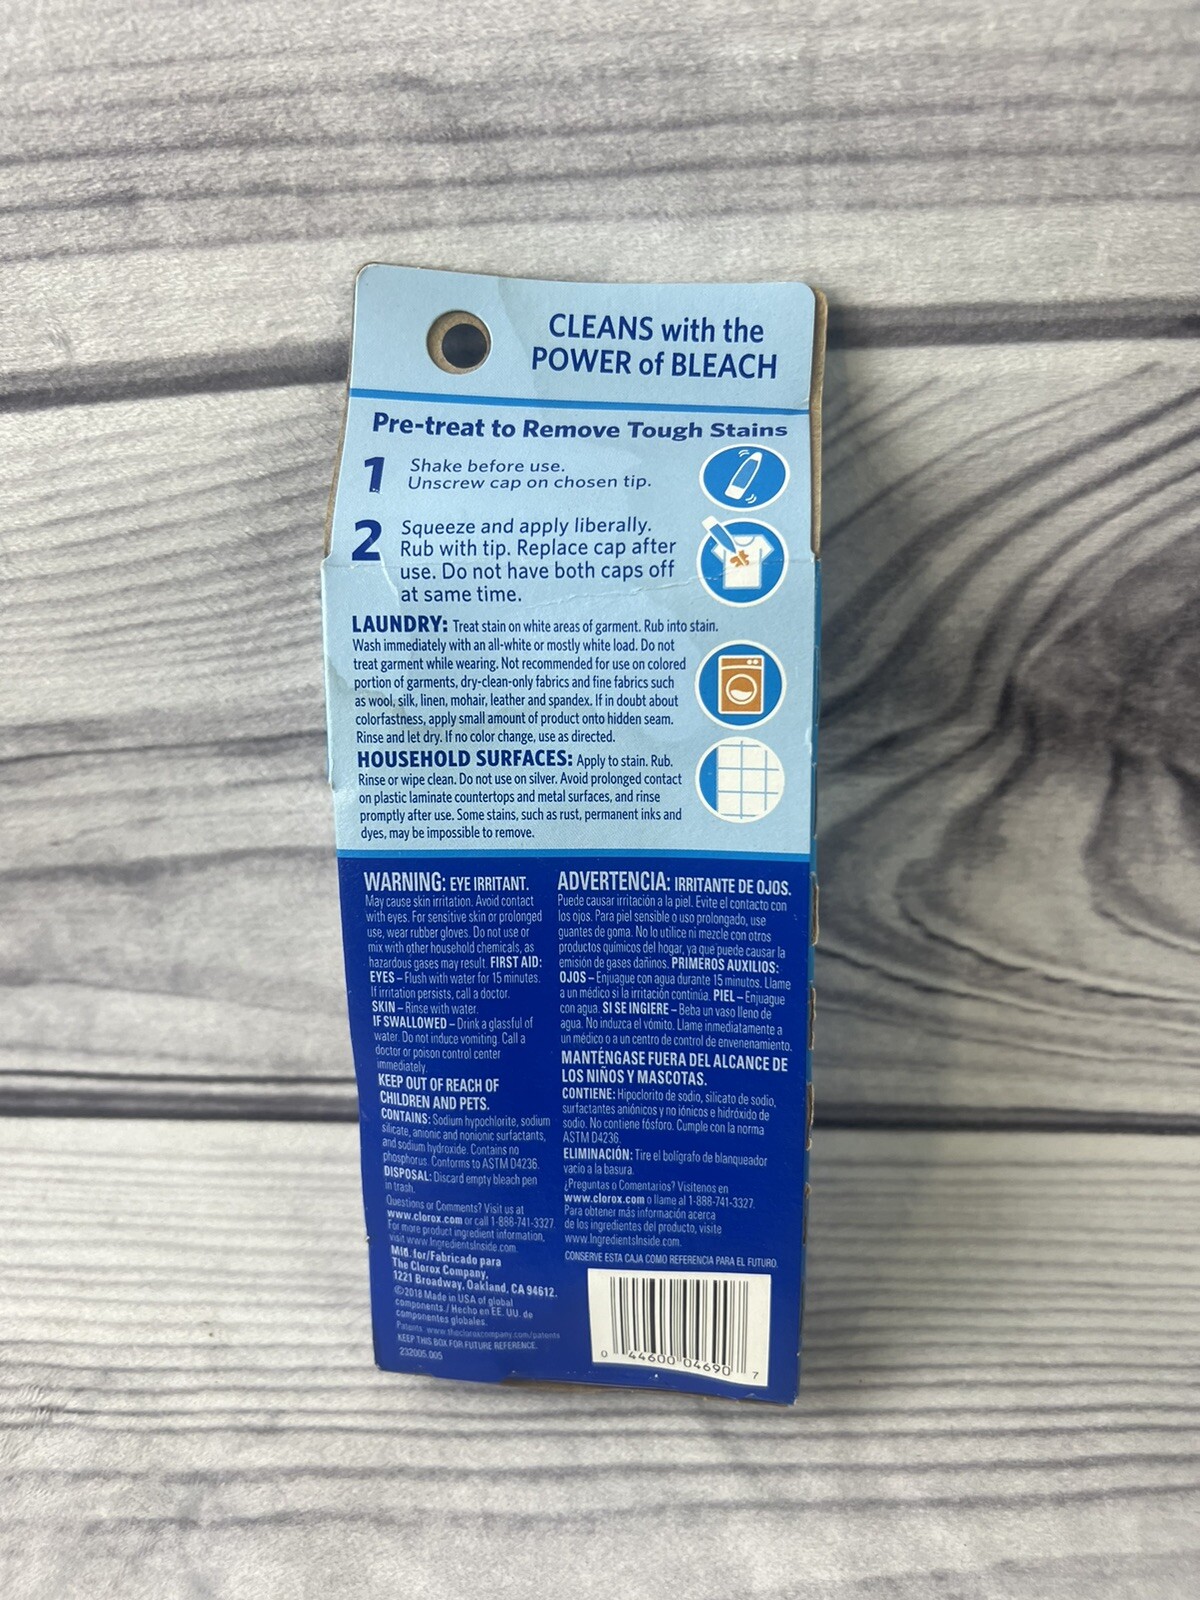 CLEANS with the
POWER of BLEACH
Pre-treat to Remove Tough Stains
1 Shake before use.
Unscrew cap on chosen tip.
2 Squeeze and apply liberally.
Rub with tip. Replace cap after
use. Do not have both caps off
at same time.
LAUNDRY: Treat stain on white areas of garment. Rub into stain.
Wash immediately with an all-white or mostly white load. Do not
treat garment while wearing. Not recommended for use on colored
portion of garments, dry-clean-only fabrics and fine fabrics such
as wool, silk, linen, mohair, leather and spandex. If in doubt about
colorfastness, apply small amount of product onto hidden seam.
Rinse and let dry. If no color change, use as directed.
HOUSEHOLD SURFACES: Apply to stain. Rub.
Rinse or wipe clean. Do not use on silver. Avoid prolonged contact
on plastic laminate countertops and metal surfaces, and rinse
promptly after use. Some stains, such as rust, permanent inks and
dyes, may be impossible to remove.
WARNING: EYE IRRITANT.
May cause skin irritation. Avoid contact
with eyes. For sensitive skin or prolonged
use, wear rubber gloves. Do not use or
mix with other household chemicals, as
hazardous gases may result. FIRST AID:
EYES – Flush with water for 15 minutes.
If irritation persists, call a doctor.
SKIN – Rinse with water.
IF SWALLOWED – Drink a glassful of
water. Do not induce vomiting. Call a
doctor or poison control center
immediately.
KEEP OUT OF REACH OF
CHILDREN AND PETS.
CONTAINS: Sodium hypochlorite, sodium
silicate, anionic and nonionic surfactants,
and sodium hydroxide. Contains no
phosphorus. Conforms to ASTM D4236.
DISPOSAL: Discard empty bleach pen
in trash.
Questions or Comments? Visit us at
www.clorox.com or call 1-888-741-3327.
For more product ingredient information,
visit www.IngredientsInside.com.
Mfd. for/Fabricado para
The Clorox Company,
1221 Broadway, Oakland, CA 94612.
©2018 Made in USA of global
components./Hecho en EE. UU. de
componentes globales.
Patents: www.thecloroxcompany.com/patents
KEEP THIS BOX FOR FUTURE REFERENCE.
232005.005
ADVERTENCIA: IRRITANTE DE OJOS.
Puede causar irritación a la piel. Evite el contacto con
los ojos. Para piel sensible o uso prolongado, use
guantes de goma. No lo utilice ni mezcle con otros
productos químicos del hogar, ya que puede causar la
emisión de gases dañinos. PRIMEROS AUXILIOS:
OJOS – Enjuague con agua durante 15 minutos. Llame
a un médico si la irritación continúa. PIEL – Enjuague
con agua. SI SE INGIERE – Beba un vaso lleno de
agua. No induzca el vómito. Llame inmediatamente a
un médico o a un centro de control de envenenamiento.
MANTÉNGASE FUERA DEL ALCANCE DE
LOS NIÑOS Y MASCOTAS.
CONTIENE: Hipoclorito de sodio, silicato de sodio,
surfactantes aniónicos y no iónicos e hidróxido de
sodio. No contiene fósforo. Cumple con la norma
ASTM D4236.
ELIMINACIÓN: Tire el bolígrafo de blanqueador
vacío a la basura.
¿Preguntas o Comentarios? Visítenos en
www.clorox.com o llame al 1-888-741-3327.
Para obtener más información acerca
de los ingredientes del producto, visite
www.IngredientsInside.com.
CONSERVE ESTA CAJA COMO REFERENCIA PARA EL FUTURO.
0 44600 04690 7